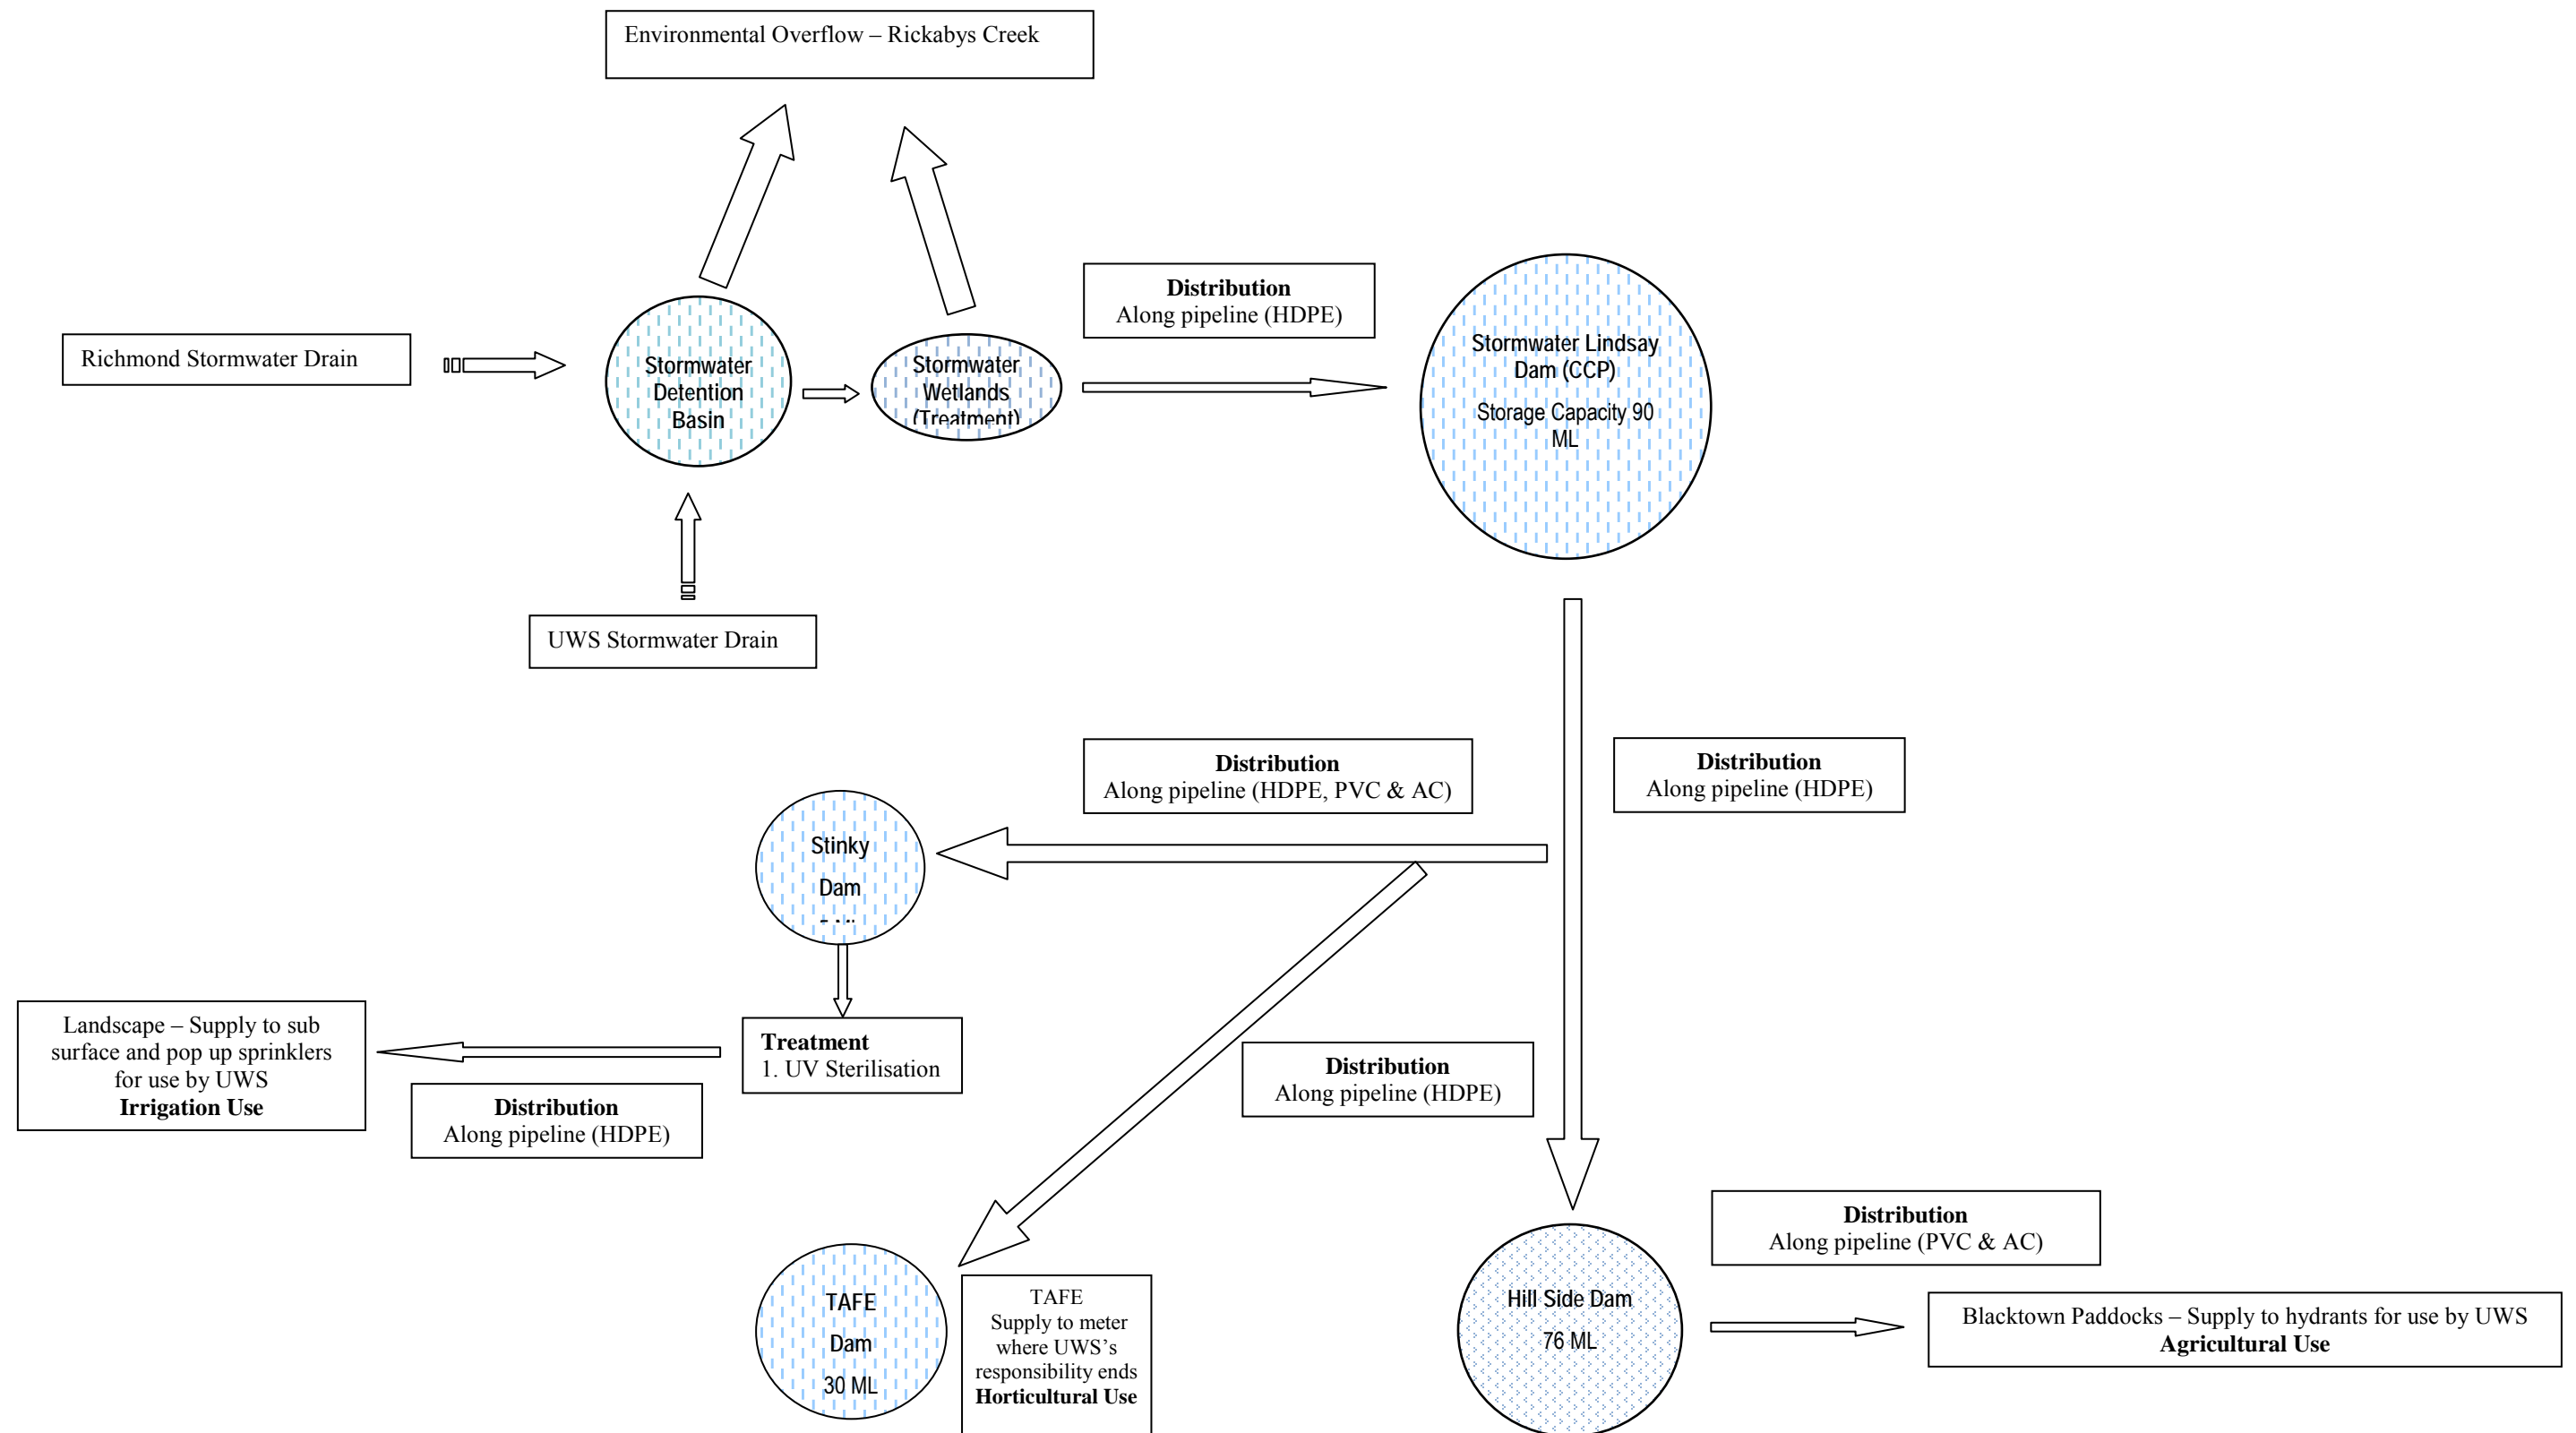 Environmental Overflow – Rickabys Creek
Distribution
Along pipeline (HDPE)
Richmond Stormwater Drain
Stormwater
Detention
Basin
Stormwater
Wetlands
(Treatment)
Stormwater Lindsay
Dam (CCP)
Storage Capacity 90
ML
UWS Stormwater Drain
Distribution
Along pipeline (HDPE, PVC & AC)
Distribution
Along pipeline (HDPE)
Stinky
Dam
Landscape – Supply to sub
surface and pop up sprinklers
for use by UWS
Irrigation Use
Treatment
1. UV Sterilisation
Distribution
Along pipeline (HDPE)
Distribution
Along pipeline (HDPE)
TAFE
Dam
30 ML
TAFE
Supply to meter
where UWS’s
responsibility ends
Horticultural Use
Hill Side Dam
76 ML
Distribution
Along pipeline (PVC & AC)
Blacktown Paddocks – Supply to hydrants for use by UWS
Agricultural Use